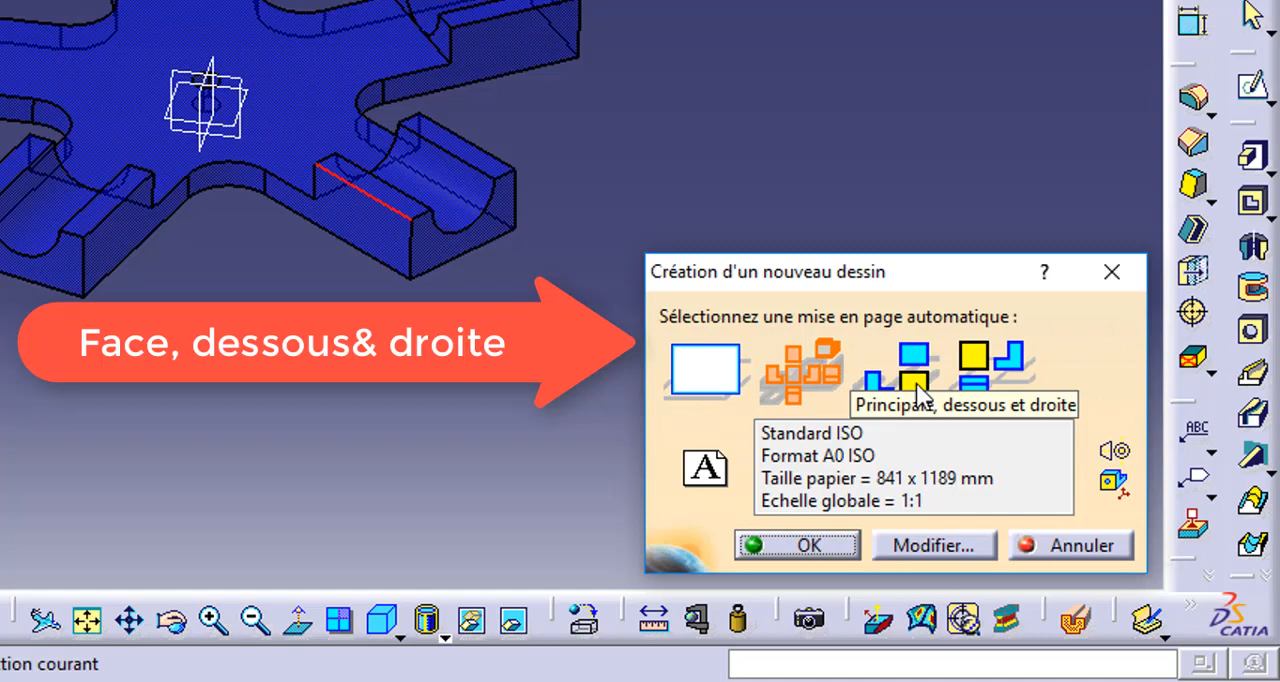 Création d'un nouveau dessin
?
Sélectionnez une mise en page automatique :
Face, dessous& droite
Principale, dessous et droite
Standard ISO
Format A0 ISO
Taille papier = 841 x 1189 mm
Echelle globale = 1:1
A
ABC
OK
Modifier...
Annuler
DS
CATIA
tion courant